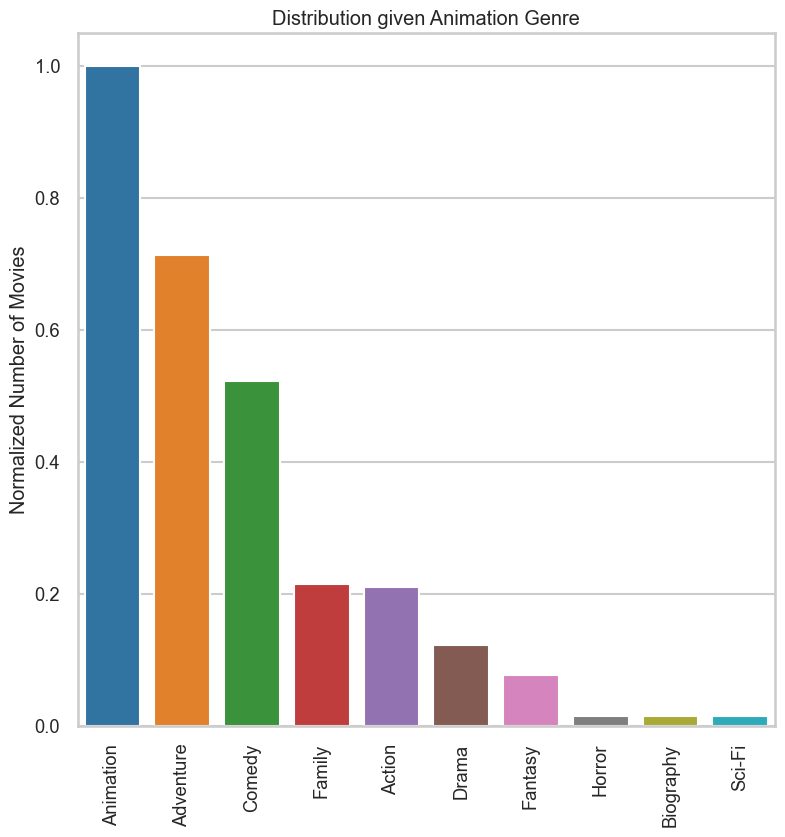 Distribution given Animation Genre
Normalized Number of Movies
1.0
0.8
0.6
0.4
0.2
0.0
Animation
Adventure
Comedy
Family
Action
Drama
Fantasy
Horror
Biography
Sci-Fi